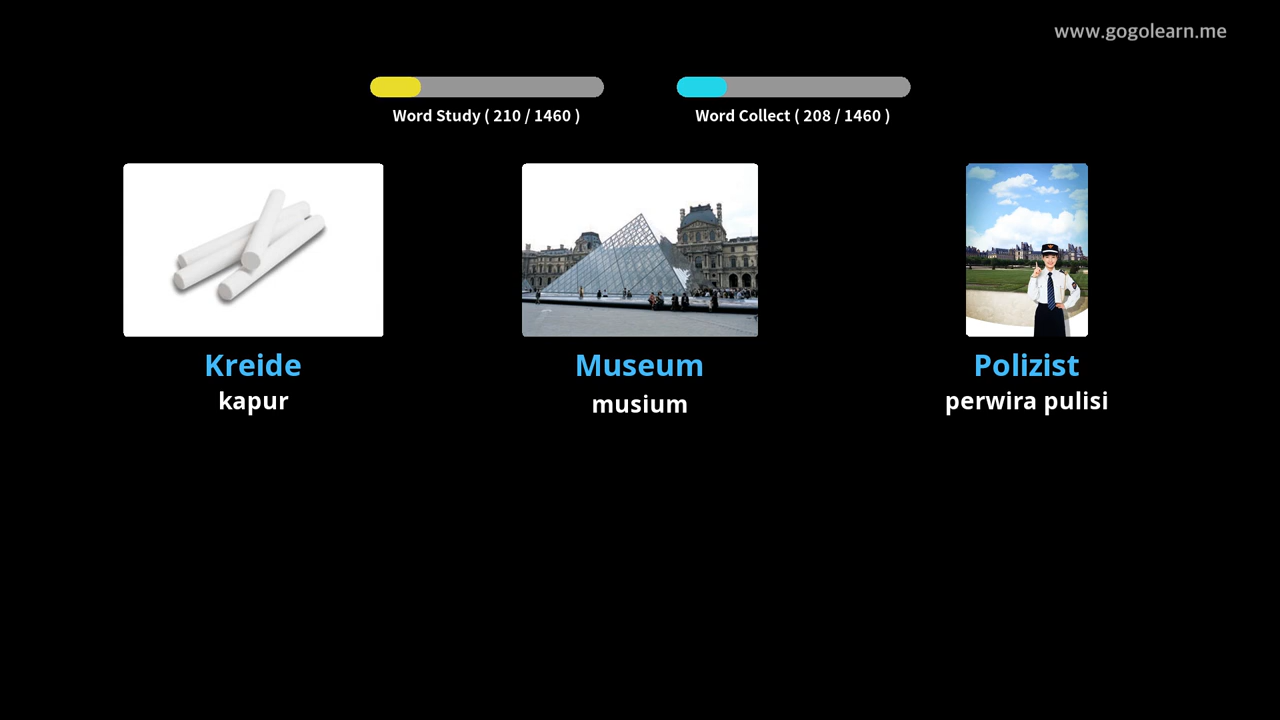 www.gogolearn.me
Word Study ( 210 / 1460 )
Word Collect ( 208 / 1460 )
Kreide
kapur
Museum
musium
Polizist
perwira pulisi